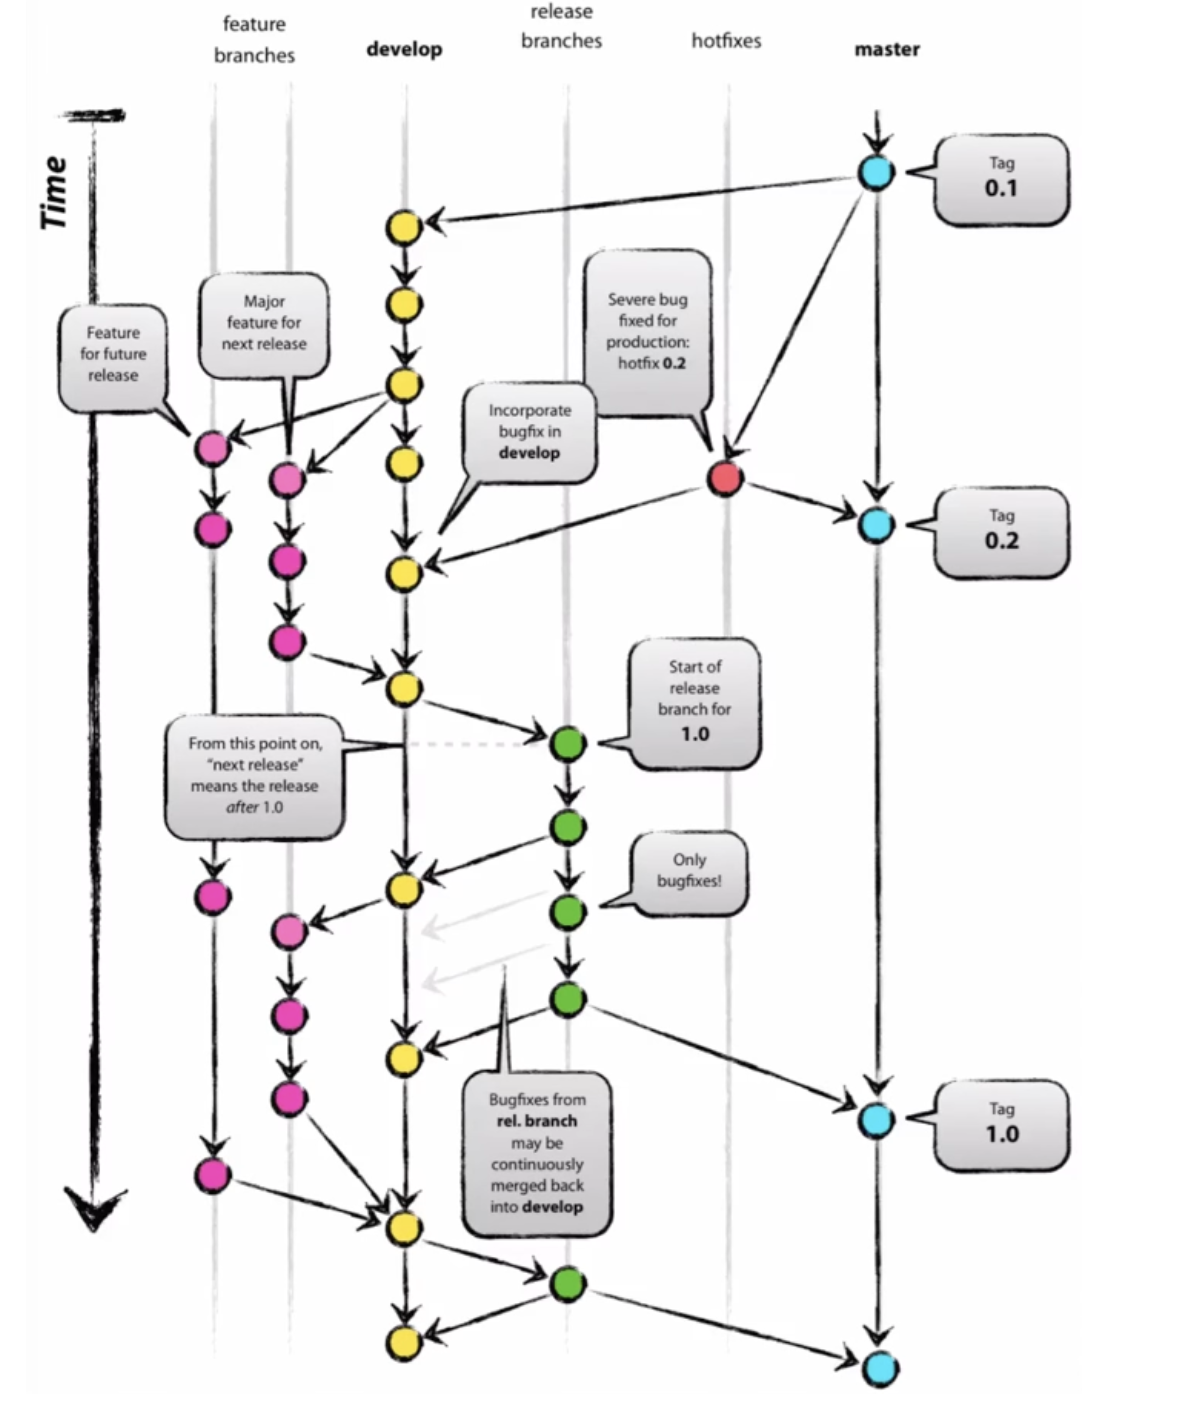 feature
branches
develop
release
branches
hotfixes
master
Time
Tag
0.1
Feature
for future
release
Major
feature for
next release
Severe bug
fixed for
production:
hotfix 0.2
Incorporate
bugfix in
develop
Tag
0.2
Start of
release
branch for
1.0
From this point on,
"next release"
means the release
after 1.0
Only
bugfixes!
Bugfixes from
rel. branch
may be
continuously
merged back
into develop
Tag
1.0